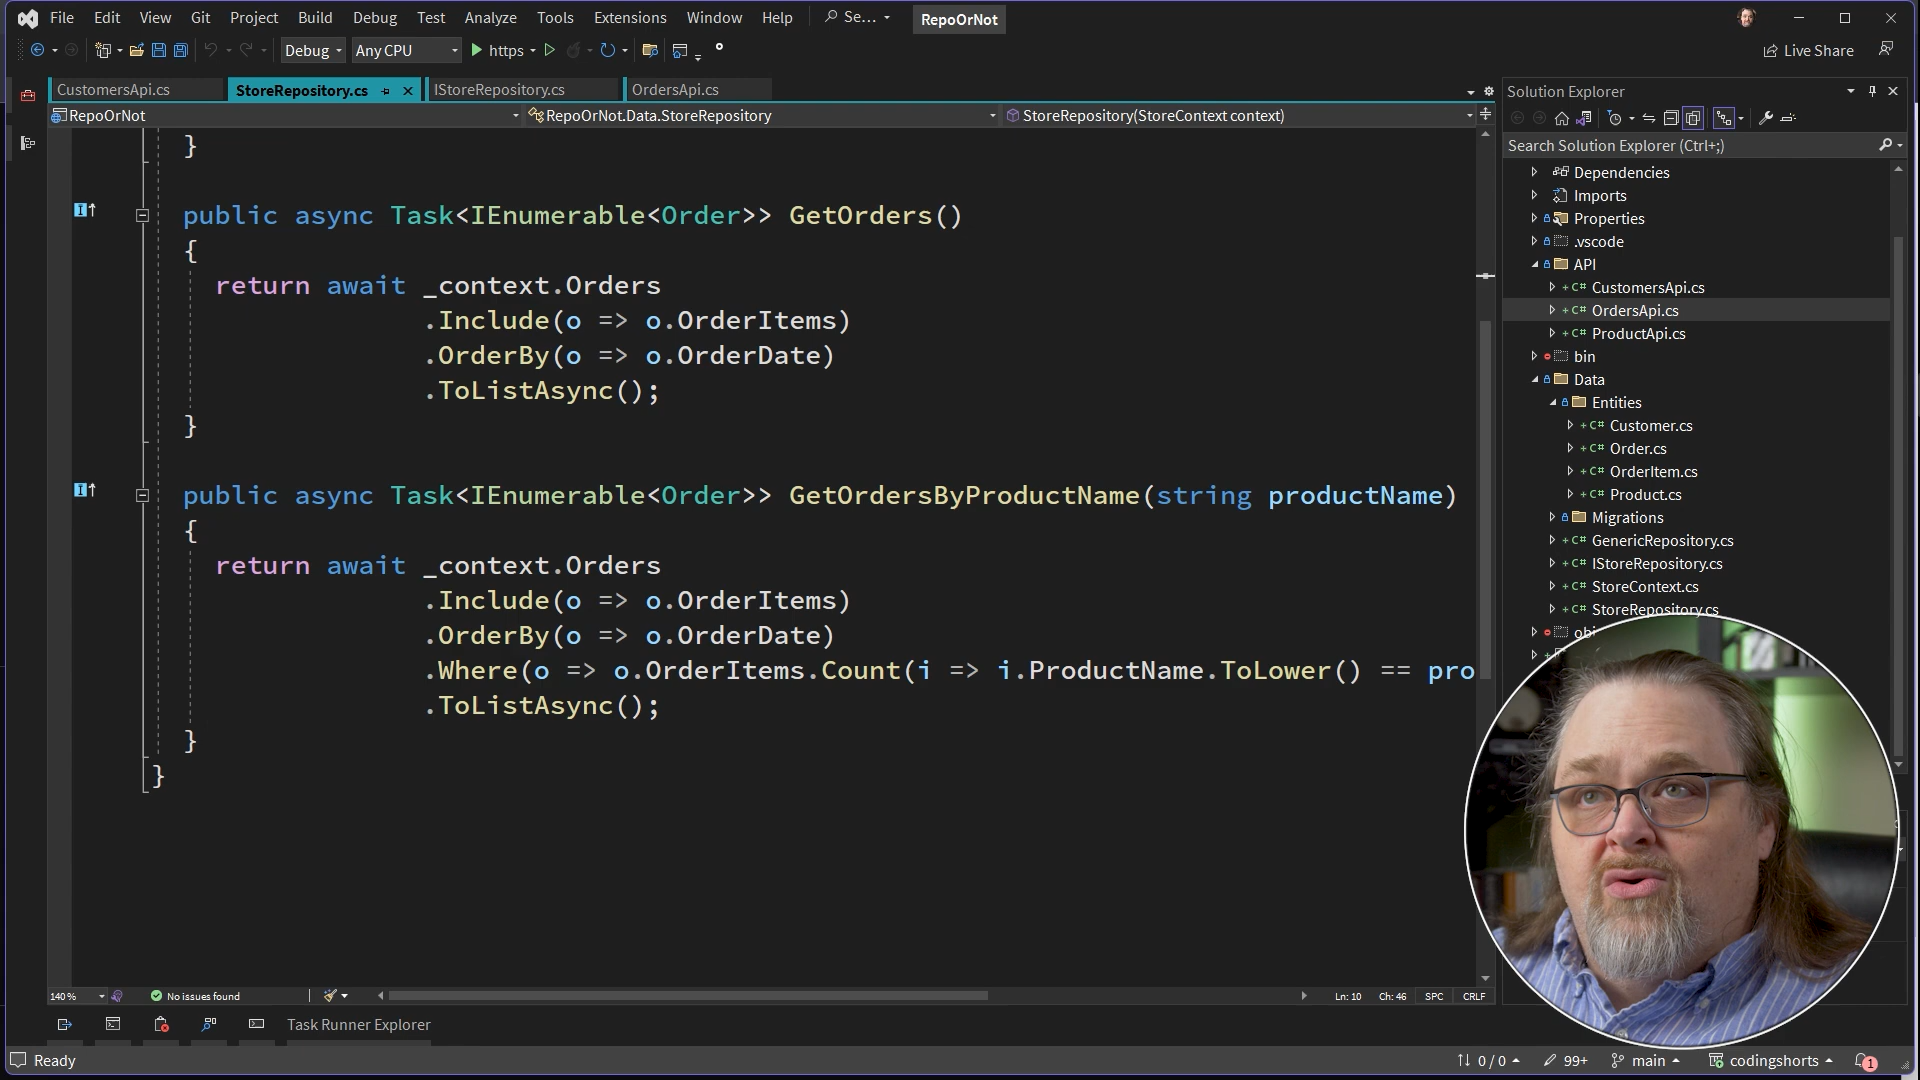 File Edit View Git Project Build Debug Test Analyze Tools Extensions Window Help Se... RepoOrNot
Debug Any CPU https Live Share
CustomersApi.cs StoreRepository.cs IStoreRepository.cs OrdersApi.cs
RepoOrNot RepoOrNot.Data.StoreRepository StoreRepository(StoreContext context)
}
public async Task<IEnumerable<Order>> GetOrders()
{
return await _context.Orders
.Include(o => o.OrderItems)
.OrderBy(o => o.OrderDate)
.ToListAsync();
}
public async Task<IEnumerable<Order>> GetOrdersByProductName(string productName)
{
return await _context.Orders
.Include(o => o.OrderItems)
.OrderBy(o => o.OrderDate)
.Where(o => o.OrderItems.Count(i => i.ProductName.ToLower() == pro
.ToListAsync();
}
}
Solution Explorer
Search Solution Explorer (Ctrl+;)
Dependencies
Imports
Properties
.vscode
API
C# CustomersApi.cs
C# OrdersApi.cs
C# ProductApi.cs
bin
Data
Entities
C# Customer.cs
C# Order.cs
C# OrderItem.cs
C# Product.cs
Migrations
C# GenericRepository.cs
C# IStoreRepository.cs
C# StoreContext.cs
C# StoreRepository.cs
140 % No issues found Ln: 10 Ch: 46 SPC CRLF
Task Runner Explorer
Ready 0 / 0 99+ main codingshorts 1